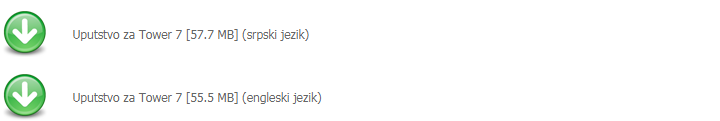 Uputstvo za Tower 7 [57.7 MB] (srpski jezik)
Uputstvo za Tower 7 [55.5 MB] (engleski jezik)